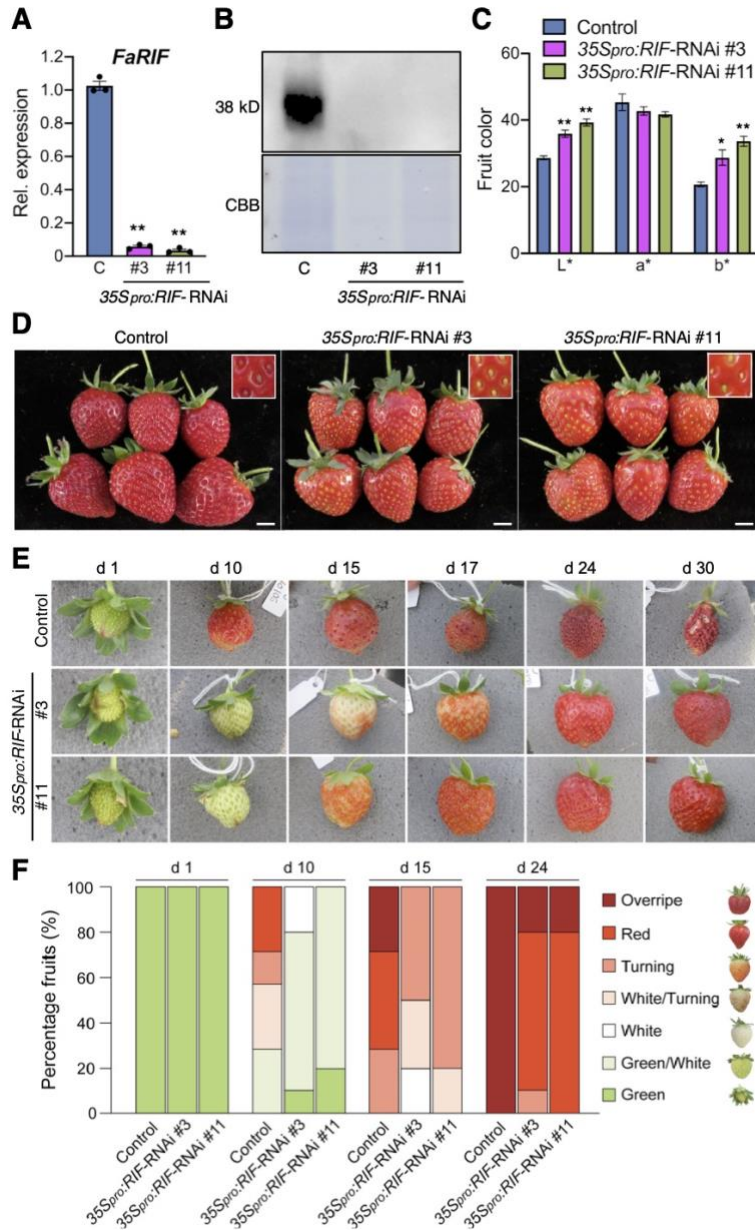 A
FaRIF
Rel. expression
1.2
1.0
0.8
0.6
0.4
0.2
0
**
**
C #3 #11
35Spro:RIF-RNAi
B
38 kD
CBB
C #3 #11
35Spro:RIF-RNAi
C
Control
35Spro:RIF-RNAi #3
35Spro:RIF-RNAi #11
Fruit color
60
40
20
0
** **
* **
L* a* b*
D
Control 35Spro:RIF-RNAi #3 35Spro:RIF-RNAi #11
E
d 1 d 10 d 15 d 17 d 24 d 30
Control
35Spro:RIF-RNAi
#3
#11
F
d 1 d 10 d 15 d 24
Percentage fruits (%)
100
80
60
40
20
0
Control
35Spro:RIF-RNAi #3
35Spro:RIF-RNAi #11
Control
35Spro:RIF-RNAi #3
35Spro:RIF-RNAi #11
Control
35Spro:RIF-RNAi #3
35Spro:RIF-RNAi #11
Control
35Spro:RIF-RNAi #3
35Spro:RIF-RNAi #11
Overripe
Red
Turning
White/Turning
White
Green/White
Green